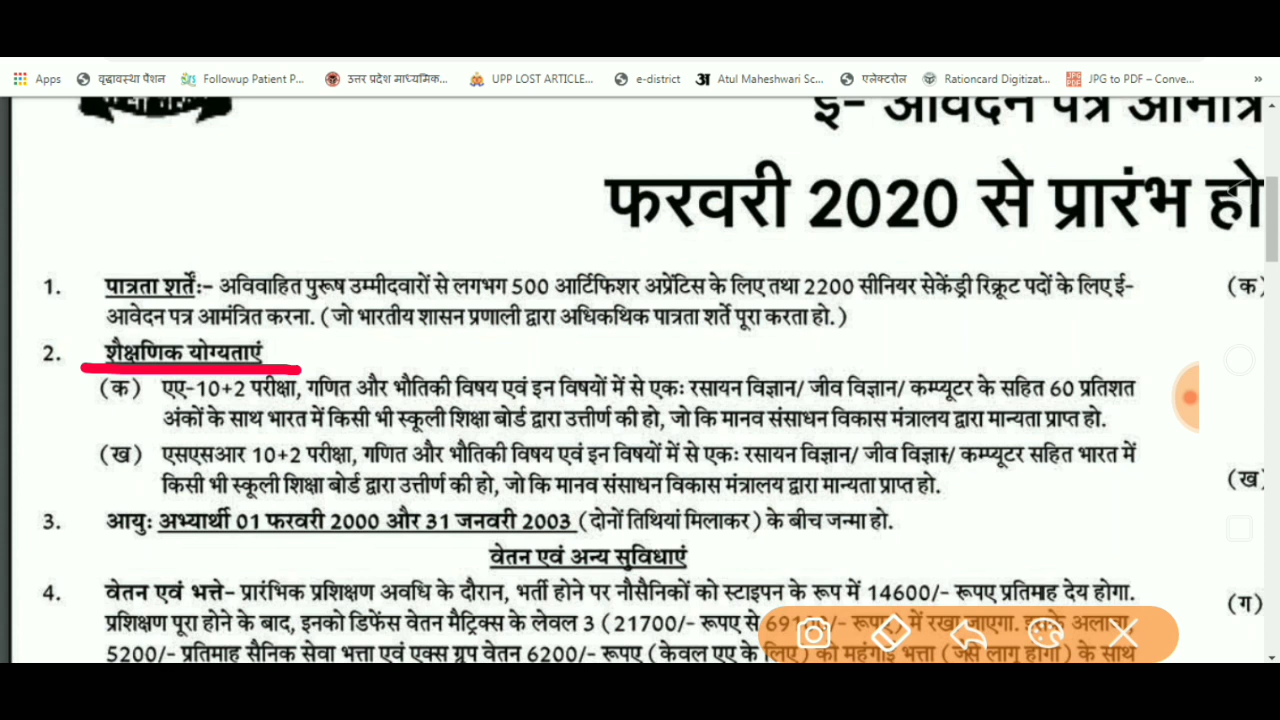 Apps वृद्धावस्था पैंशन Followup Patient P... उत्तर प्रदेश माध्यमिक... UPP LOST ARTICLE... e-district Atul Maheshwari Sc... एलेक्टरोल Rationcard Digitizat... JPG to PDF – Conve... »
ई- आवेदन पत्र आमंत्रि
फरवरी 2020 से प्रारंभ हो
1. पात्रता शर्तें:- अविवाहित पुरूष उम्मीदवारों से लगभग 500 आर्टिफिशर अप्रेंटिस के लिए तथा 2200 सीनियर सेकेंड्री रिक्रूट पदों के लिए ई- (क)
आवेदन पत्र आमंत्रित करना. (जो भारतीय शासन प्रणाली द्वारा अधिकथिक पात्रता शर्तें पूरा करता हो.)
2. शैक्षणिक योग्यताएं
(क) एए-10+2 परीक्षा, गणित और भौतिकी विषय एवं इन विषयों में से एकः रसायन विज्ञान/ जीव विज्ञान/ कम्प्यूटर के सहित 60 प्रतिशत
अंकों के साथ भारत में किसी भी स्कूली शिक्षा बोर्ड द्वारा उत्तीर्ण की हो, जो कि मानव संसाधन विकास मंत्रालय द्वारा मान्यता प्राप्त हो.
(ख) एसएसआर 10+2 परीक्षा, गणित और भौतिकी विषय एवं इन विषयों में से एकः रसायन विज्ञान/ जीव विज्ञान/ कम्प्यूटर सहित भारत में
किसी भी स्कूली शिक्षा बोर्ड द्वारा उत्तीर्ण की हो, जो कि मानव संसाधन विकास मंत्रालय द्वारा मान्यता प्राप्त हो. (ख)
3. आयुः अभ्यार्थी 01 फरवरी 2000 और 31 जनवरी 2003 (दोनों तिथियां मिलाकर) के बीच जन्मा हो.
वेतन एवं अन्य सुविधाएं
4. वेतन एवं भत्ते- प्रारंभिक प्रशिक्षण अवधि के दौरान, भर्ती होने पर नौसैनिकों को स्टाइपन के रूप में 14600/- रूपए प्रतिमाह देय होगा. (ग)
प्रशिक्षण पूरा होने के बाद, इनको डिफेंस वेतन मैट्रिक्स के लेवल 3 (21700/- रूपए से 69100/- रूपए) में रखा जाएगा. इसके अलावा,
5200/- प्रतिमाह सैनिक सेवा भत्ता एवं एक्स ग्रुप वेतन 6200/- रूपए (केवल एए के लिए) को महंगाई भत्ता (जैसे लागू होगा) के साथ